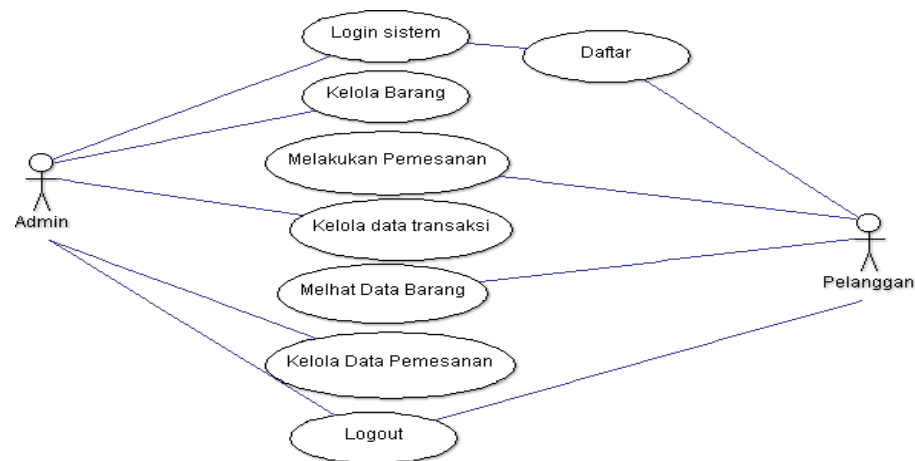 Login sistem
Daftar
Kelola Barang
Melakukan Pemesanan
Admin
Kelola data transaksi
Melhat Data Barang
Pelanggan
Kelola Data Pemesanan
Logout